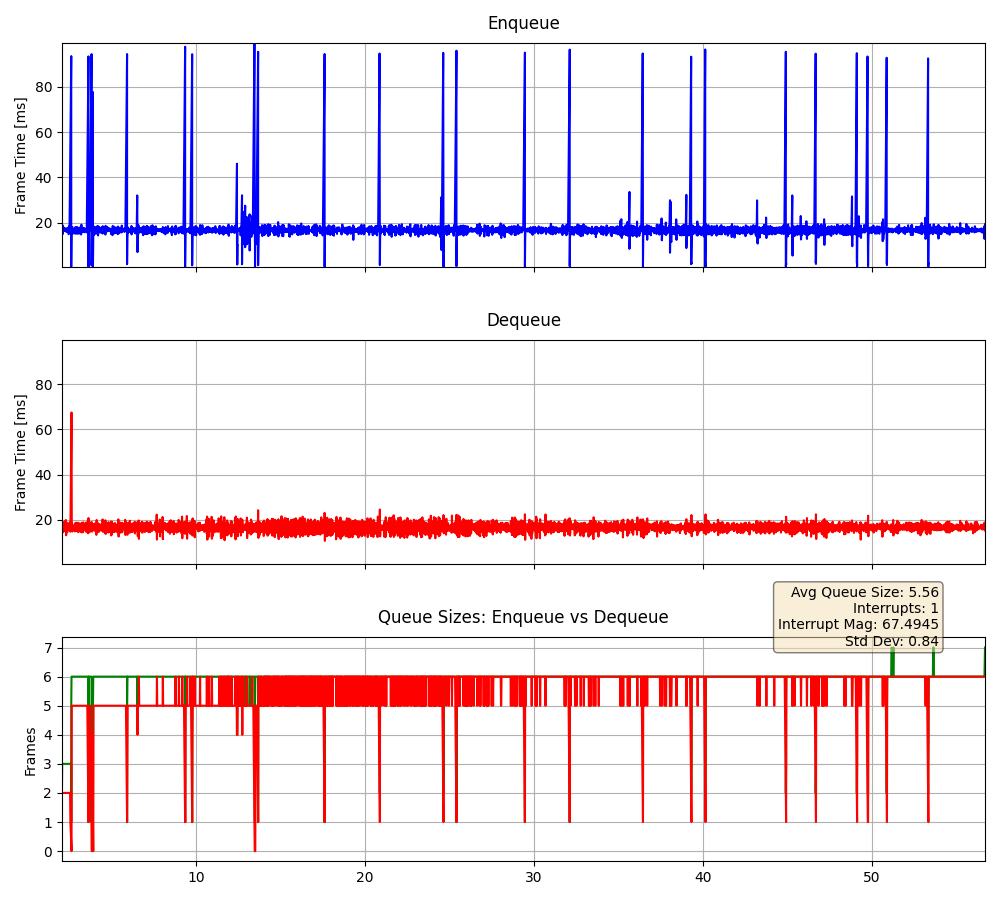 Enqueue
Frame Time [ms]
80
60
40
20
Dequeue
Frame Time [ms]
80
60
40
20
Avg Queue Size: 5.56
Interrupts: 1
Interrupt Mag: 67.4945
Std Dev: 0.84
Queue Sizes: Enqueue vs Dequeue
Frames
7
6
5
4
3
2
1
0
10 20 30 40 50